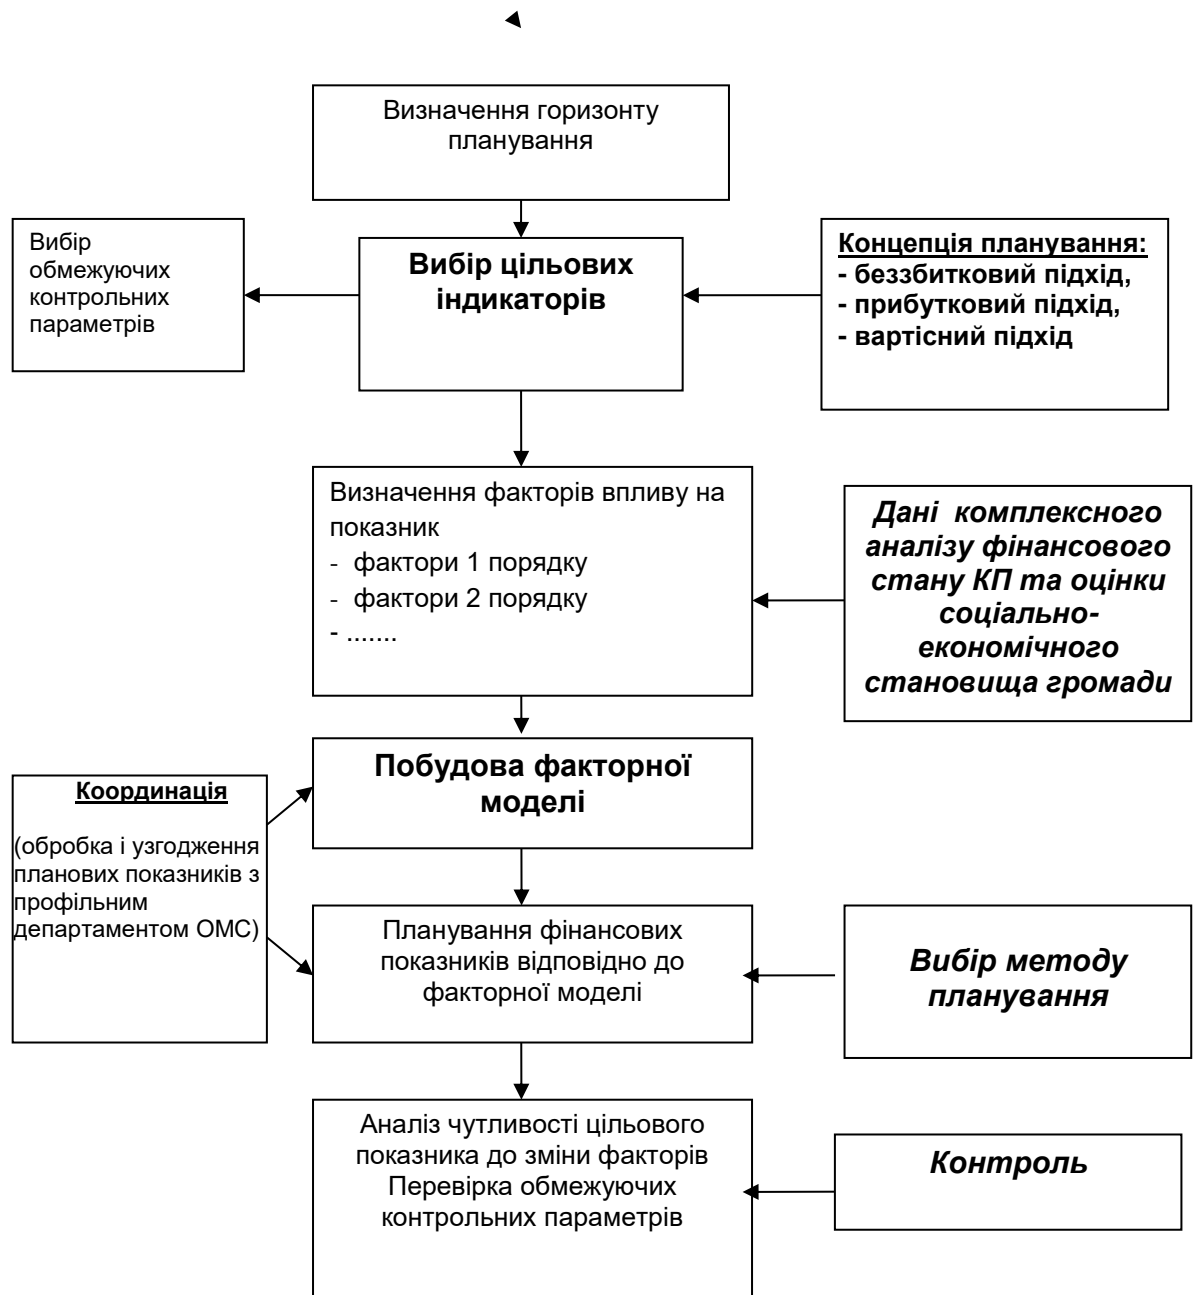 Визначення горизонту
планування
Вибір
обмежуючих
контрольних
параметрів
Вибір цільових
індикаторів
Концепція планування:
- беззбитковий підхід,
- прибутковий підхід,
- вартісний підхід
Визначення факторів впливу на
показник
- фактори 1 порядку
- фактори 2 порядку
- .......
Дані комплексного
аналізу фінансового
стану КП та оцінки
соціально-
економічного
становища громади
Побудова факторної
моделі
Координація
(обробка і узгодження
планових показників з
профільним
департаментом ОМС)
Планування фінансових
показників відповідно до
факторної моделі
Вибір методу
планування
Аналіз чутливості цільового
показника до зміни факторів
Перевірка обмежуючих
контрольних параметрів
Контроль